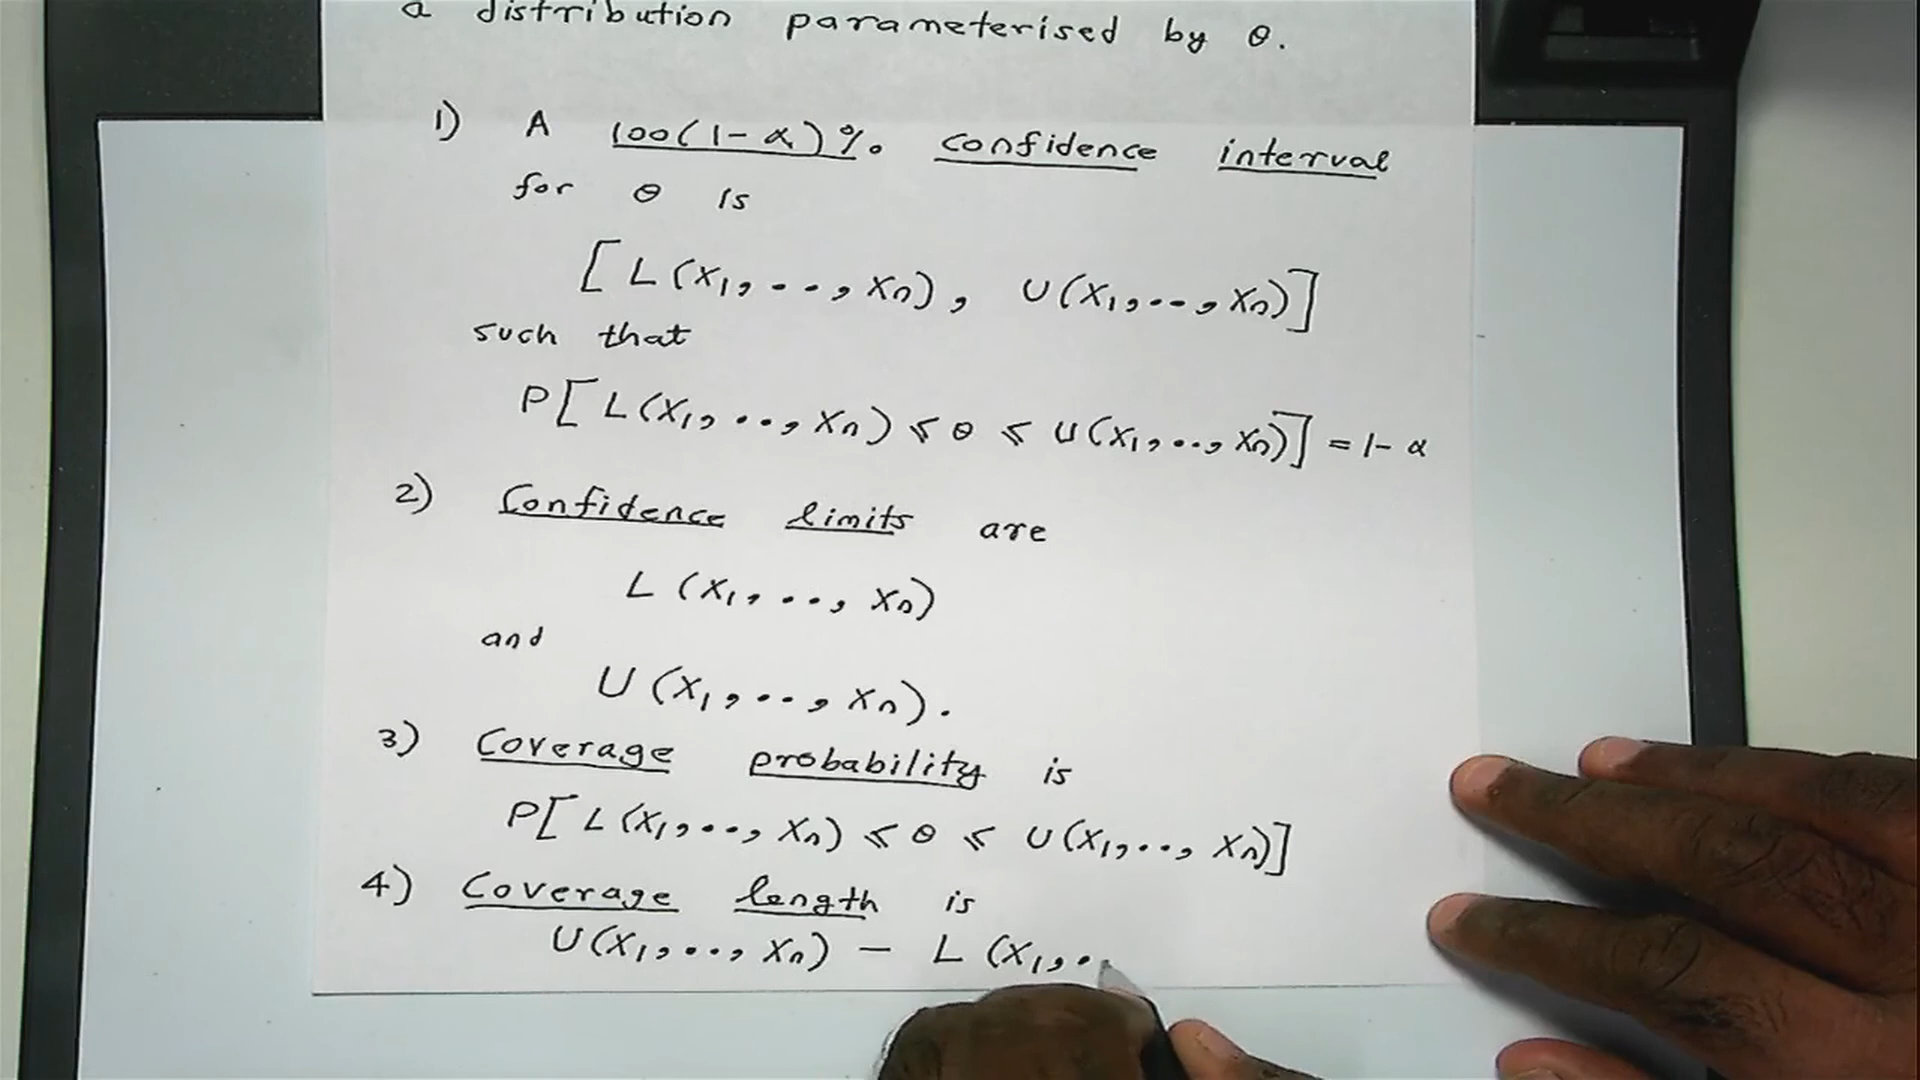 a distribution parameterised by θ.
1) A 100(1-α)% confidence interval
for θ is
[L(X₁, ..., Xₙ), U(X₁, ..., Xₙ)]
such that
P[L(X₁, ..., Xₙ) ≤ θ ≤ U(X₁, ..., Xₙ)] = 1-α
2) Confidence limits are
L(X₁, ..., Xₙ)
and
U(X₁, ..., Xₙ).
3) Coverage probability is
P[L(X₁, ..., Xₙ) ≤ θ ≤ U(X₁, ..., Xₙ)]
4) Coverage length is
U(X₁, ..., Xₙ) - L(X₁, .